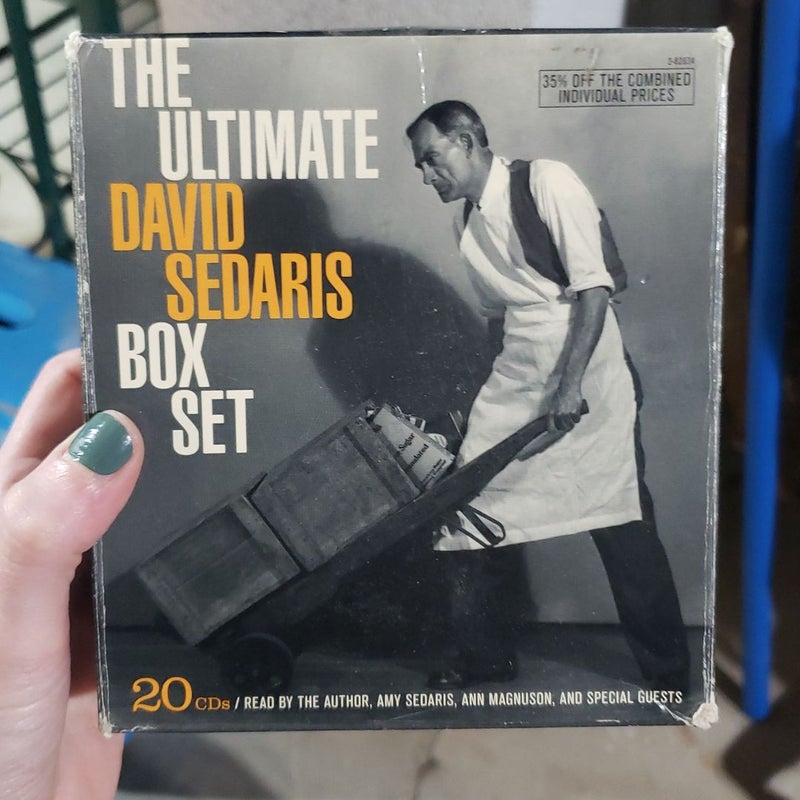 THE
ULTIMATE
DAVID
SEDARIS
BOX
SET
35% OFF THE COMBINED
INDIVIDUAL PRICES
Sugar
20 CDs / READ BY THE AUTHOR, AMY SEDARIS, ANN MAGNUSON, AND SPECIAL GUESTS